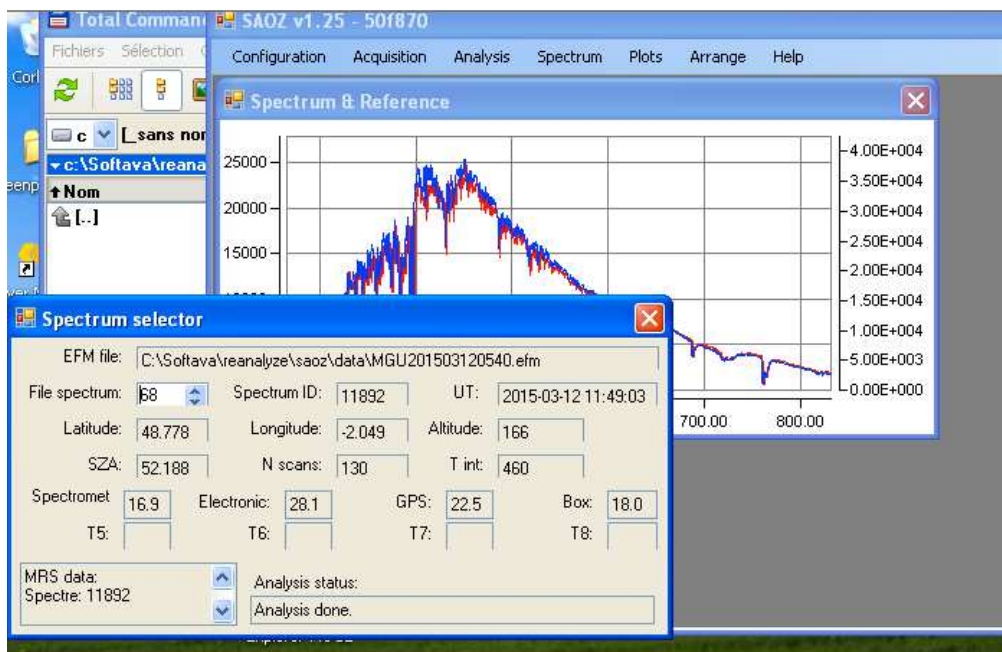 Total Comman
SAOZ v1.25 - 50f870
Fichiers Sélection
Configuration Acquisition Analysis Spectrum Plots Arrange Help
Spectrum & Reference
c [_sans nor
c:\Softava\reana
Nom
[..]
25000
20000
15000
4.00E+004
3.50E+004
3.00E+004
2.50E+004
2.00E+004
1.50E+004
1.00E+004
5.00E+003
0.00E+000
700.00 800.00
Spectrum selector
EFM file: C:\Softava\reanalyze\saoz\data\MGU201503120540.efm
File spectrum: 68 Spectrum ID: 11892 UT: 2015-03-12 11:49:03
Latitude: 48.778 Longitude: -2.049 Altitude: 166
SZA: 52.188 N scans: 130 T int: 460
Spectromet 16.9 Electronic: 28.1 GPS: 22.5 Box: 18.0
T5: T6: T7: T8:
MRS data:
Spectre: 11892
Analysis status:
Analysis done.